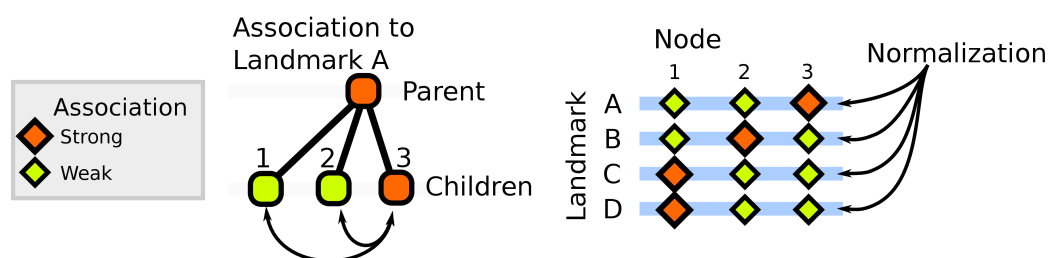 Association
Strong
Weak
Association to
Landmark A
Parent
1 2 3
Children
Node
Normalization
1 2 3
Landmark
A
B
C
D